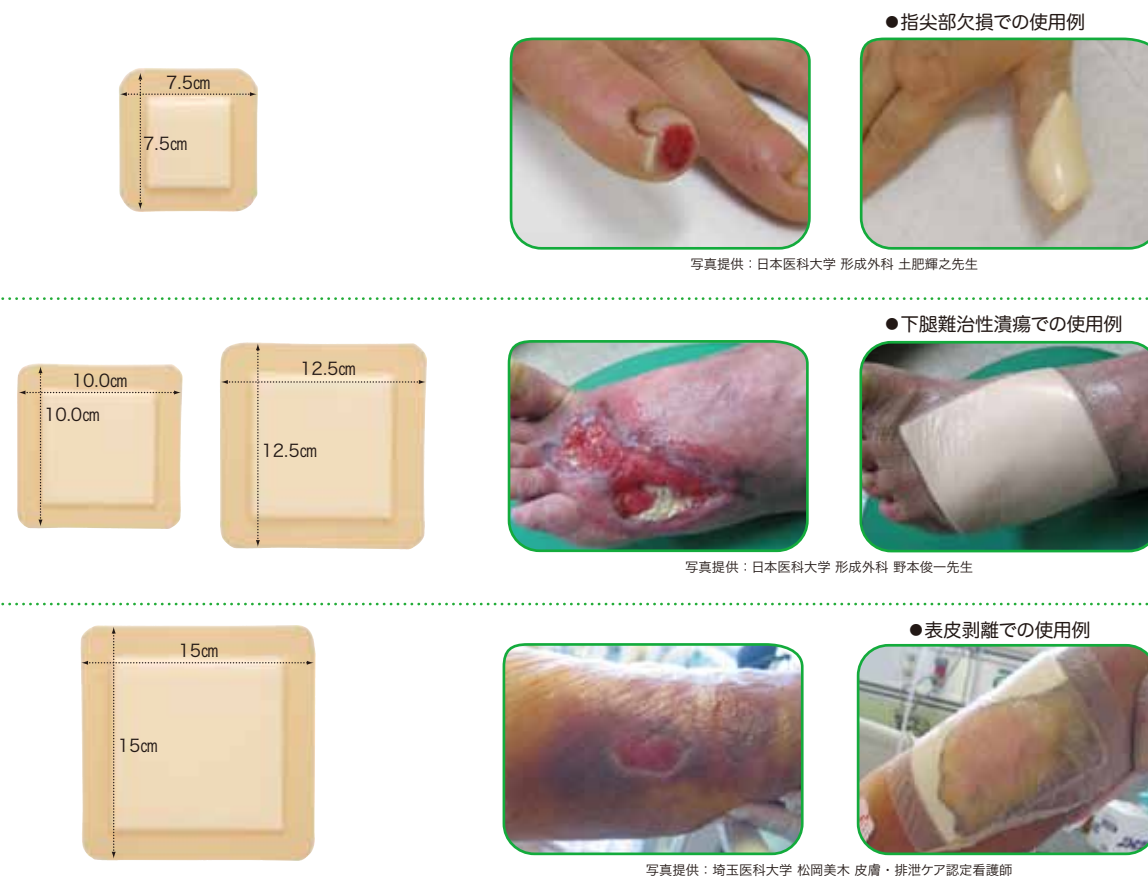 ●指尖部欠損での使用例
7.5cm
7.5cm
写真提供：日本医科大学 形成外科 土肥輝之先生
●下腿難治性潰瘍での使用例
10.0cm
10.0cm
12.5cm
12.5cm
写真提供：日本医科大学 形成外科 野本俊一先生
●表皮剥離での使用例
15cm
15cm
写真提供：埼玉医科大学 松岡美木 皮膚・排泄ケア認定看護師